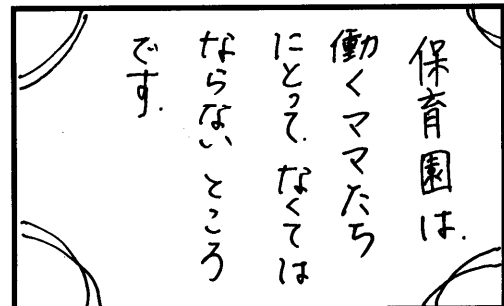 保育園は.
働くママたち
にとって.なくては
ならないところ
です.